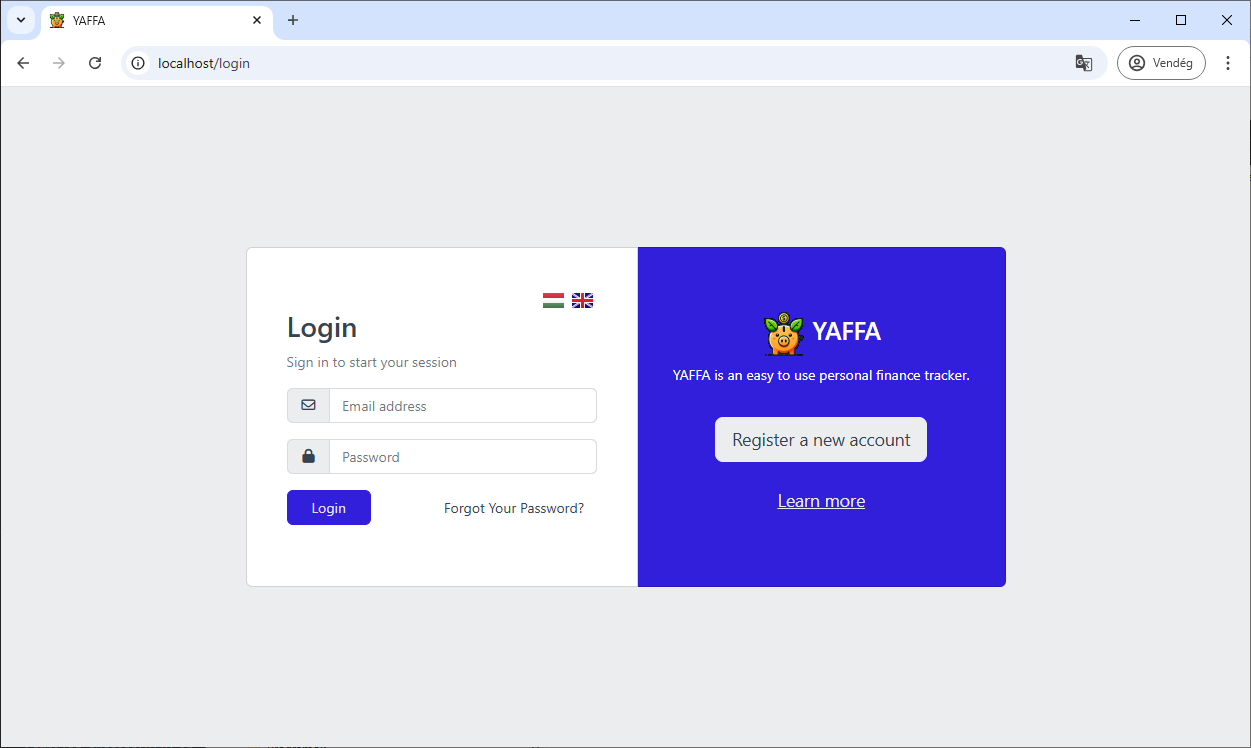 YAFFA
localhost/login
Vendég
Login
Sign in to start your session
Email address
Password
Login
Forgot Your Password?
YAFFA
YAFFA is an easy to use personal finance tracker.
Register a new account
Learn more